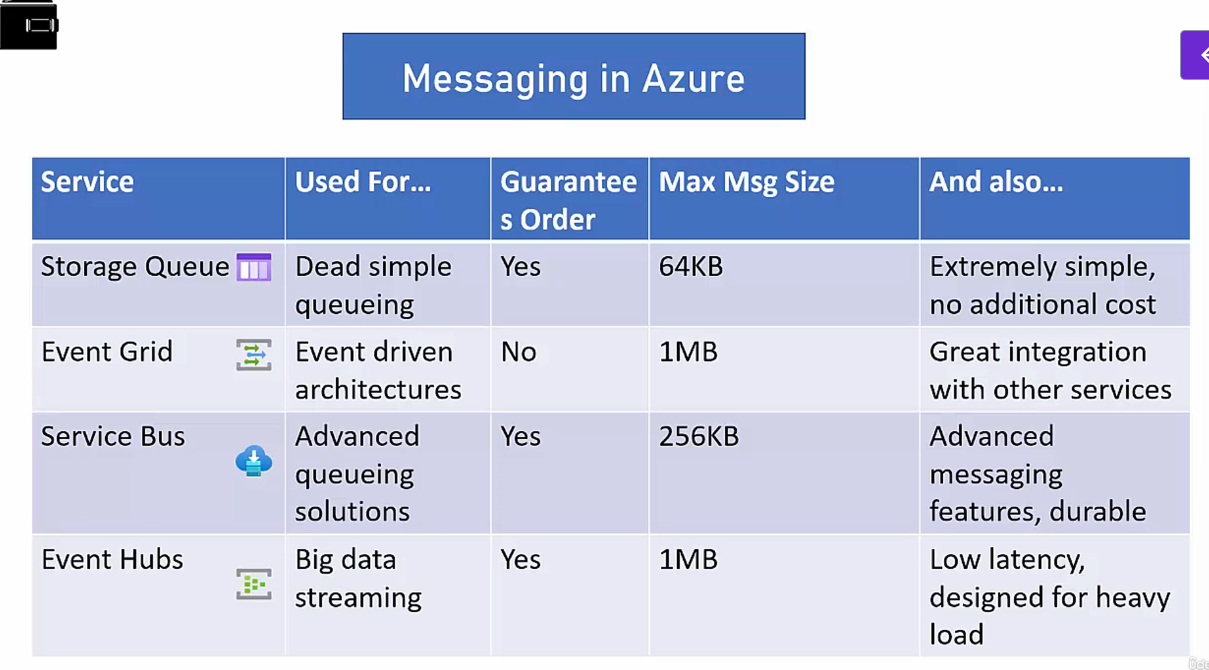 Messaging in Azure
Service
Used For...
Guarantee
s Order
Max Msg Size
And also...
Storage Queue
Dead simple
queueing
Yes
64KB
Extremely simple,
no additional cost
Event Grid
Event driven
architectures
No
1MB
Great integration
with other services
Service Bus
Advanced
queueing
solutions
Yes
256KB
Advanced
messaging
features, durable
Event Hubs
Big data
streaming
Yes
1MB
Low latency,
designed for heavy
load